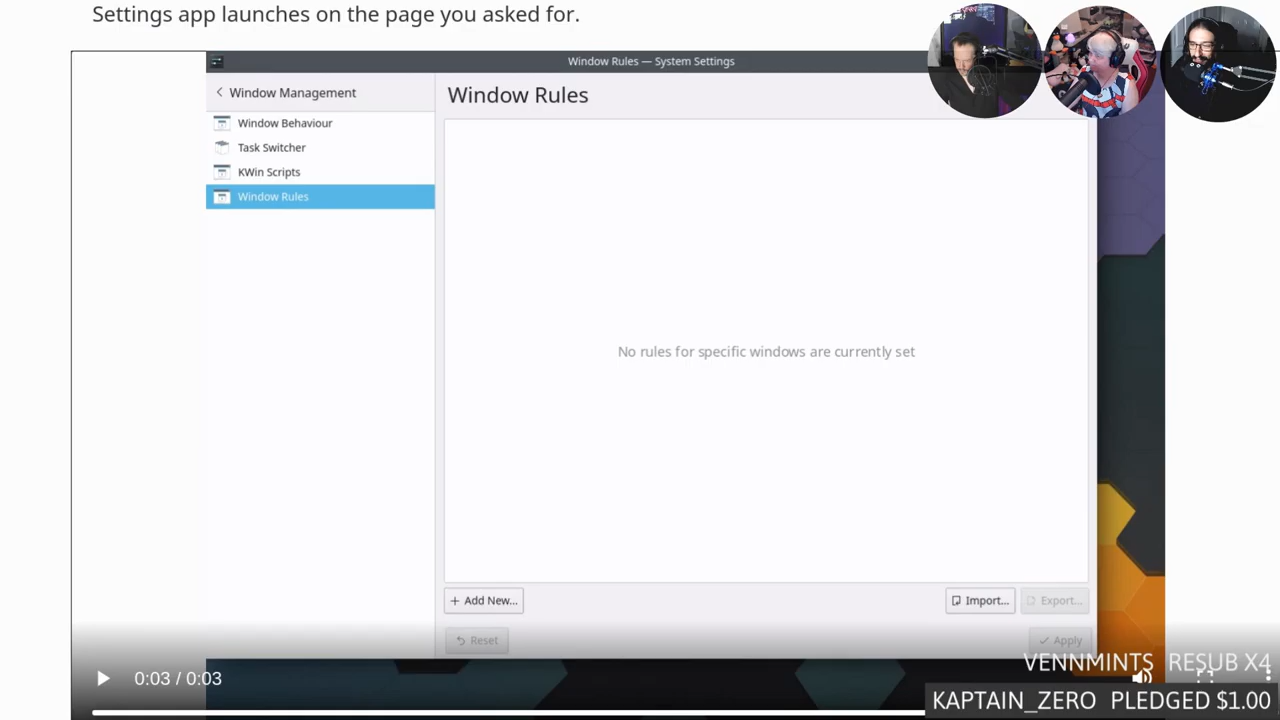 Settings app launches on the page you asked for.
Window Rules — System Settings
Window Management
Window Rules
Window Behaviour
Task Switcher
KWin Scripts
Window Rules
No rules for specific windows are currently set
Add New...
Import...
Export...
Reset
Apply
0:03 / 0:03
VENNMINTS RESUB X4
KAPTAIN_ZERO PLEDGED $1.00